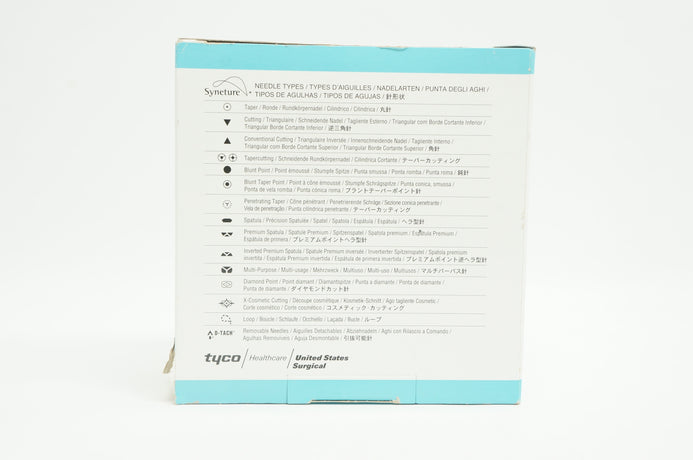 Syneture
NEEDLE TYPES / TYPES D'AIGUILLES / NADELARTEN / PUNTA DEGLI AGHI /
TIPOS DE AGULHAS / TIPOS DE AGUJAS / 針形状
Taper / Ronde / Rundkörpernadel / Cilindrico / Cilíndrica / 丸針
Cutting / Triangulaire / Schneidende Nadel / Tagliente Esterno / Triangular com Bordo Cortante Inferior /
Triangular Borde Cortante Inferior / 逆三角針
Conventional Cutting / Triangulaire Inversée / Innenschneidende Nadel / Tagliente Interno /
Triangular com Bordo Cortante Superior / Triangular Borde Cortante Superior / 角針
Tapercutting / Schneidende Rundkörpernadel / Cilindrica Cortante / テーパーカッティング
Blunt Point / Point émoussé / Stumpfe Spitze / Punta smussa / Ponta romba / Punta roma / 鈍針
Blunt Taper Point / Point à cône émoussé / Stumpfe Schrägspitze / Punta conica, smussa /
Ponta de vela romba / Punta cónica roma / ブラントテーパーポイント針
Penetrating Taper / Cône pénétrant / Penetrierende Schräge / Sezione conica penetrante /
Vela de penetração / Punta cilíndrica penetrante / テーパーカッティング
Spatula / Précision Spatulée / Spatel / Spatola / Espátula / Espátula / ヘラ型針
Premium Spatula / Spatule Premium / Spitzenspatel / Spatola premium / Espátula Premium /
Espátula de primera / プレミアムポイントヘラ型針
Inverted Premium Spatula / Spatule Premium inversée / Invertierter Spitzenspatel / Spatola premium
invertita / Espátula Premium invertida / Espátula de primera invertida / プレミアムポイント逆ヘラ型針
Multi-Purpose / Multi-usage / Mehrzweck / Multiuso / Multi-uso / Multiusos / マルチパーパス針
Diamond Point / Point diamant / Diamantspitze / Punta a diamante / Ponta de diamante /
Punta de diamante / ダイヤモンドカット針
X-Cosmetic Cutting / Découpe cosmétique / Kosmetik-Schnitt / Ago tagliente Cosmetic /
Corte cosmético / Corte cosmético / コスメティック・カッティング
Loop / Boucle / Schlaufe / Occhiello / Laçada / Bucle / ループ
D-TACH™ Removable Needles / Aiguilles Détachables / Abziehnadeln / Aghi con Rilascio a Comando /
Agulhas Removíveis / Aguja Desmontable / 引抜可能針
tyco / Healthcare / United States
Surgical